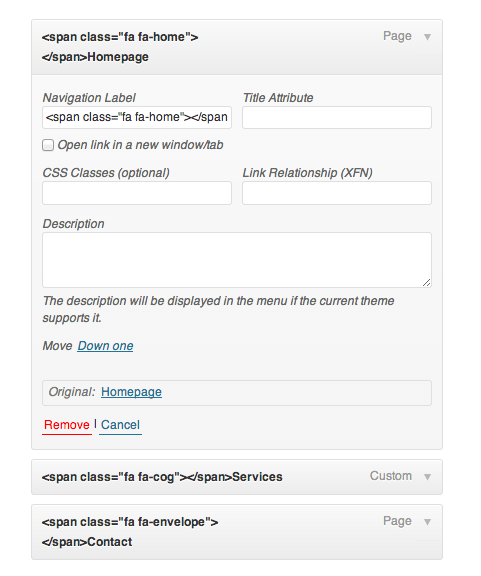 <span class="fa fa-home"> Page
</span>Homepage
Navigation Label Title Attribute
<span class="fa fa-home"></span
Open link in a new window/tab
CSS Classes (optional) Link Relationship (XFN)
Description
The description will be displayed in the menu if the current theme
supports it.
Move Down one
Original: Homepage
Remove | Cancel
<span class="fa fa-cog"></span>Services Custom
<span class="fa fa-envelope"> Page
</span>Contact